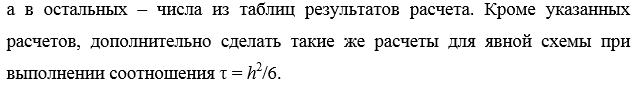 а в остальных – числа из таблиц результатов расчета. Кроме указанных
расчетов, дополнительно сделать такие же расчеты для явной схемы при
выполнении соотношения τ = h²/6.